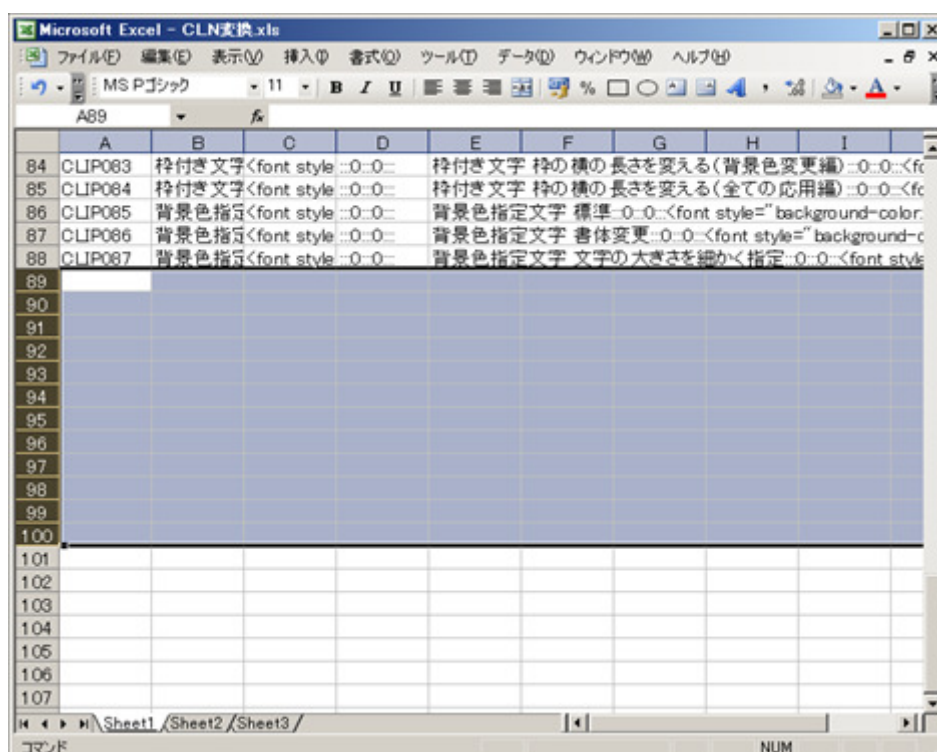 Microsoft Excel - CLN変換.xls
ファイル(F) 編集(E) 表示(V) 挿入(I) 書式(O) ツール(T) データ(D) ウィンドウ(W) ヘルプ(H)
MS Pゴシック 11 B I U %
A89 fx
A B C D E F G H I
84 CLIP083 枠付き文字 <font style :::0::0::: 枠付き文字 枠の横の長さを変える(背景色変更編):::0::0::<fo
85 CLIP084 枠付き文字 <font style :::0::0::: 枠付き文字 枠の横の長さを変える(全ての応用編):::0::0::<fo
86 CLIP085 背景色指定 <font style :::0::0::: 背景色指定文字 標準:::0::0::<font style="background-color:
87 CLIP086 背景色指定 <font style :::0::0::: 背景色指定文字 書体変更:::0::0::<font style="background-c
88 CLIP087 背景色指定 <font style :::0::0::: 背景色指定文字 文字の大きさを細かく指定:::0::0::<font style
89
90
91
92
93
94
95
96
97
98
99
100
101
102
103
104
105
106
107
Sheet1 Sheet2 Sheet3
コマンド NUM